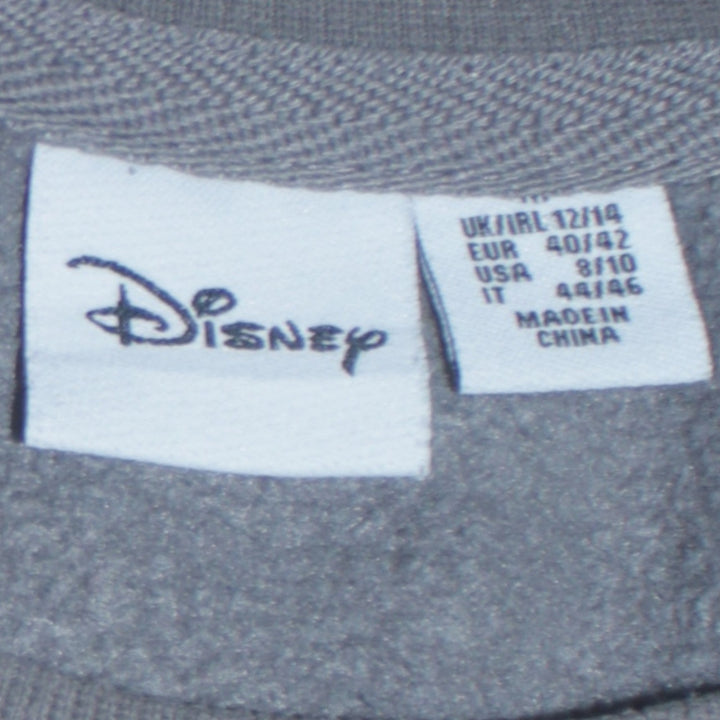 Disney
UK/IRL 12/14
EUR 40/42
USA 8/10
IT 44/46
MADE IN
CHINA